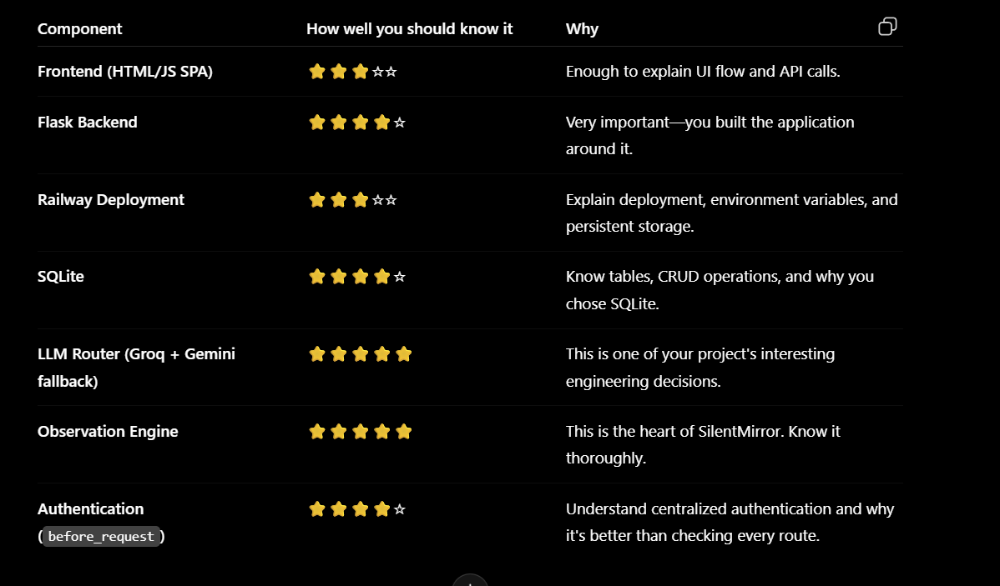 Component How well you should know it Why
Frontend (HTML/JS SPA) ⭐⭐⭐☆☆ Enough to explain UI flow and API calls.
Flask Backend ⭐⭐⭐⭐☆ Very important—you built the application
around it.
Railway Deployment ⭐⭐⭐☆☆ Explain deployment, environment variables, and
persistent storage.
SQLite ⭐⭐⭐⭐☆ Know tables, CRUD operations, and why you
chose SQLite.
LLM Router (Groq + Gemini ⭐⭐⭐⭐⭐ This is one of your project's interesting
fallback) engineering decisions.
Observation Engine ⭐⭐⭐⭐⭐ This is the heart of SilentMirror. Know it
thoroughly.
Authentication ⭐⭐⭐⭐☆ Understand centralized authentication and why
(before_request) it's better than checking every route.